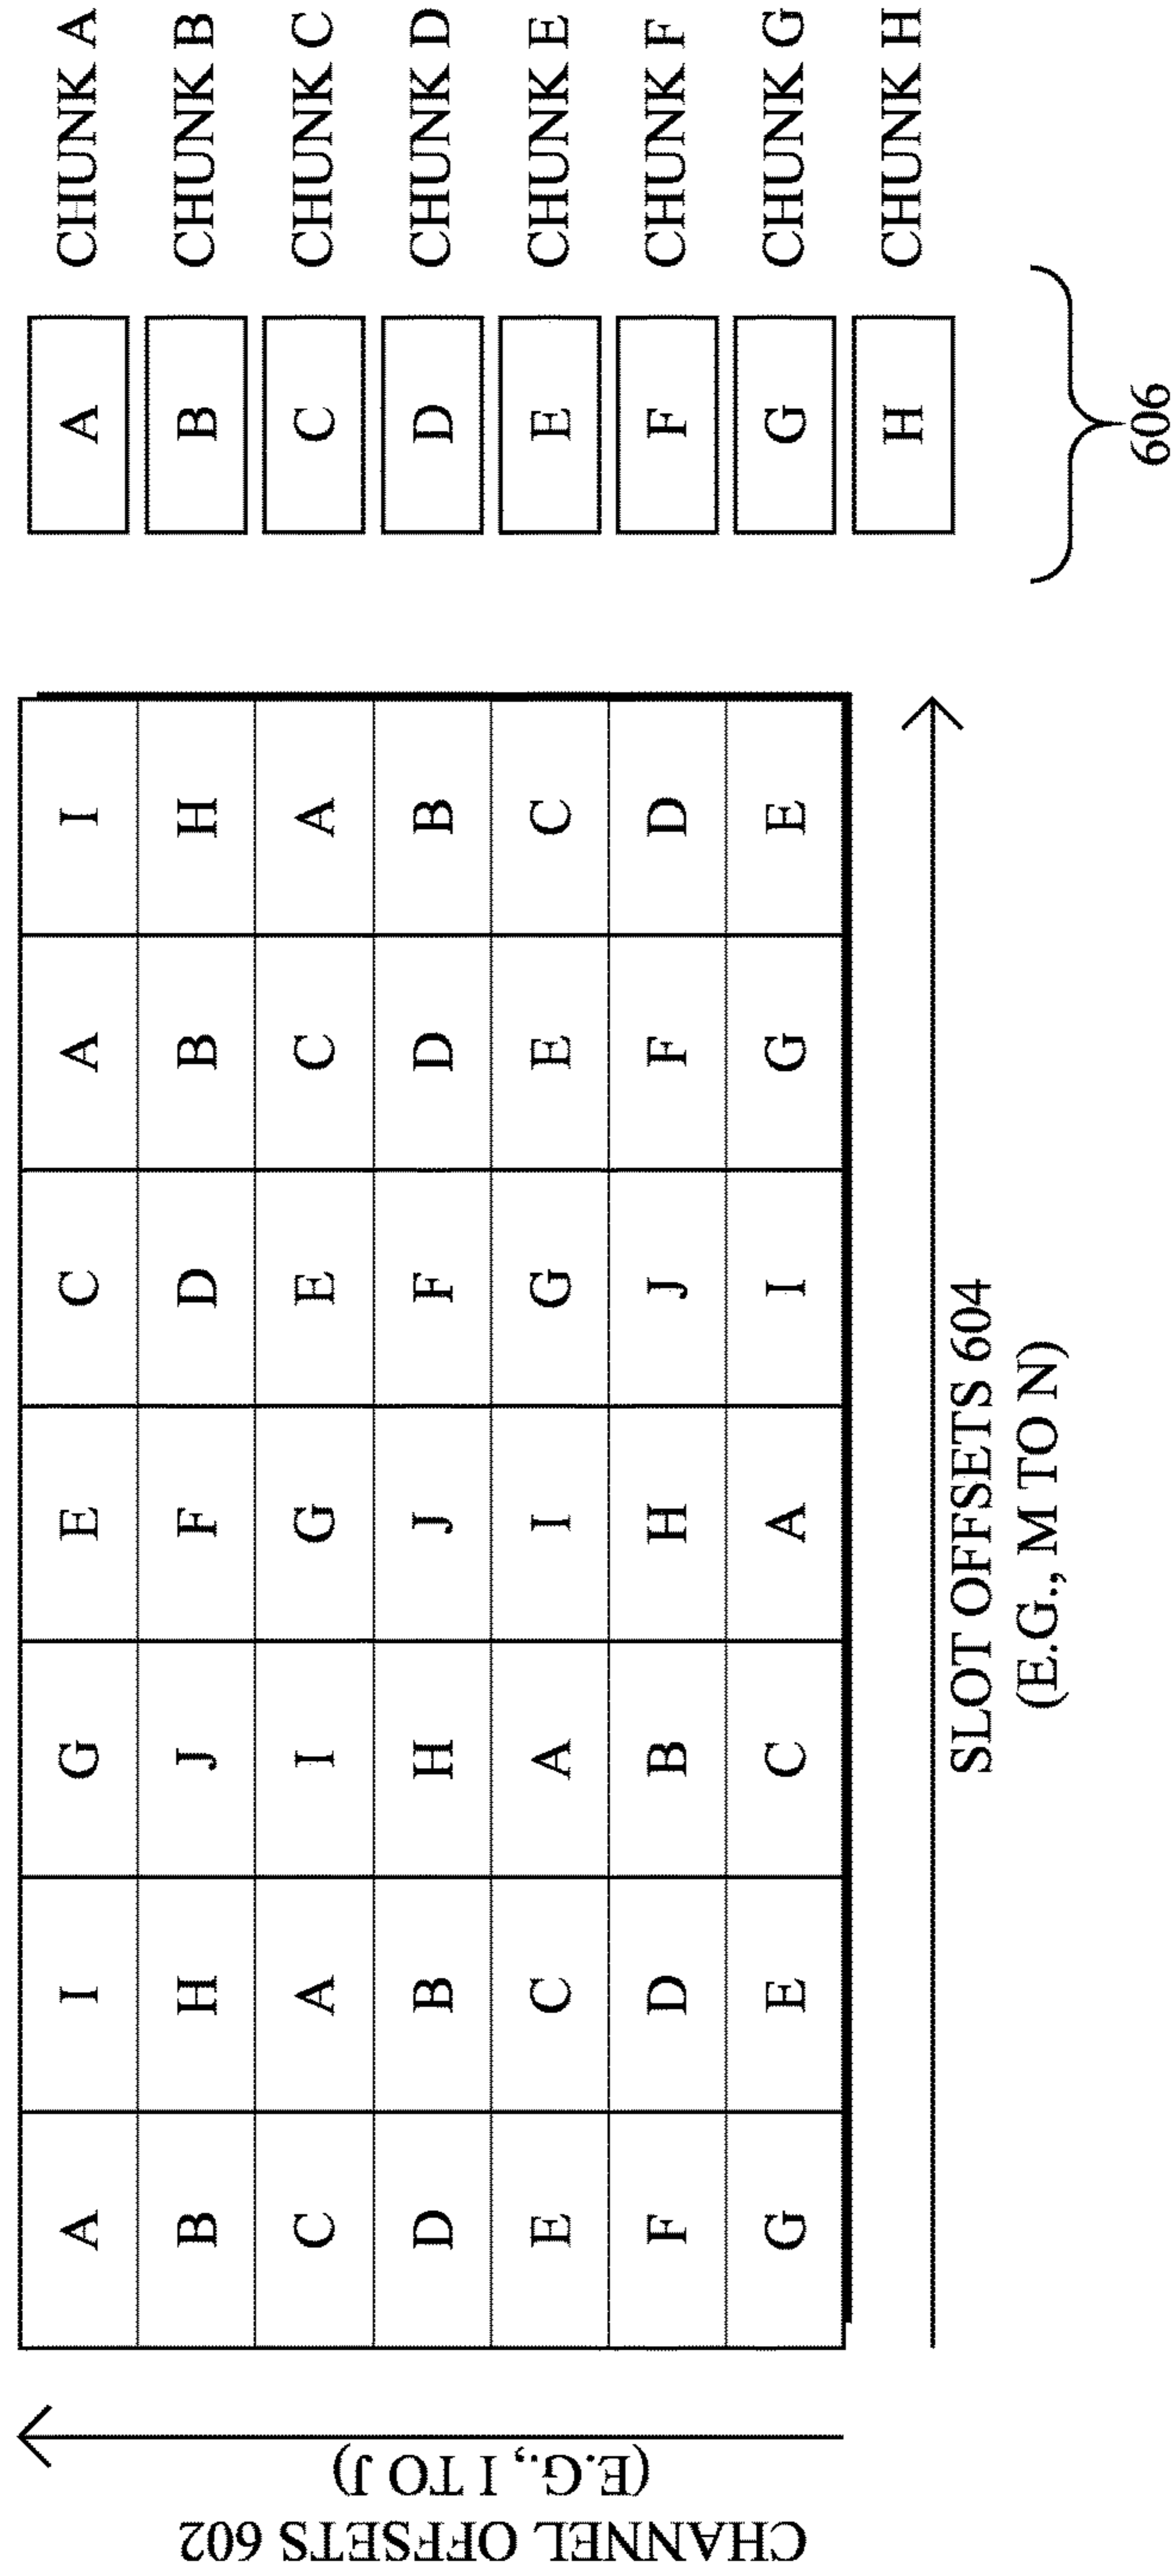 CHANNEL OFFSETS 602
(E.G., I TO J)
A I G E C A I
B H J F D B H
C A I G E C A
D B H J F D B
E C A I G E C
F D B H J F D
G E C A I G E
SLOT OFFSETS 604
(E.G., M TO N)
A CHUNK A
B CHUNK B
C CHUNK C
D CHUNK D
E CHUNK E
F CHUNK F
G CHUNK G
H CHUNK H
606